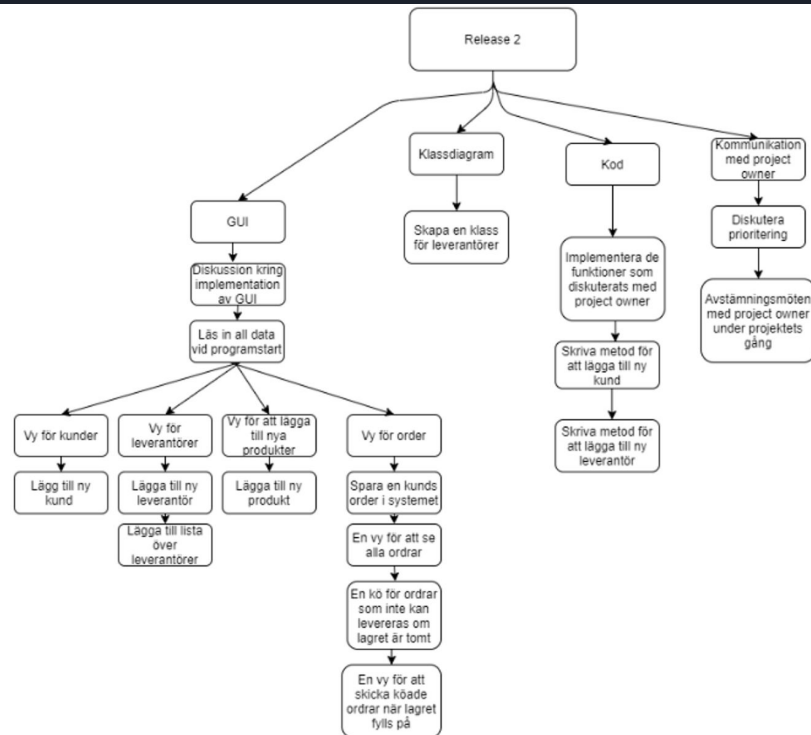 Release 2
Klassdiagram
Kod
Kommunikation
med project
owner
GUI
Skapa en klass
för leverantörer
Diskutera
prioritering
Diskussion kring
implementation
av GUI
Implementera de
funktioner som
diskuterats med
project owner
Avstämningsmöten
med project owner
under projektets
gång
Läs in all data
vid programstart
Skriva metod för
att lägga till ny
kund
Skriva metod för
att lägga till ny
leverantör
Vy för kunder
Vy för
leverantörer
Vy för att lägga
till nya
produkter
Vy för order
Lägg till ny
kund
Lägga till ny
leverantör
Lägga till ny
produkt
Spara en kunds
order i systemet
Lägga till lista
över
leverantörer
En vy för att se
alla ordrar
En kö för ordrar
som inte kan
levereras om
lagret är tomt
En vy för att
skicka köade
ordrar när lagret
fylls på